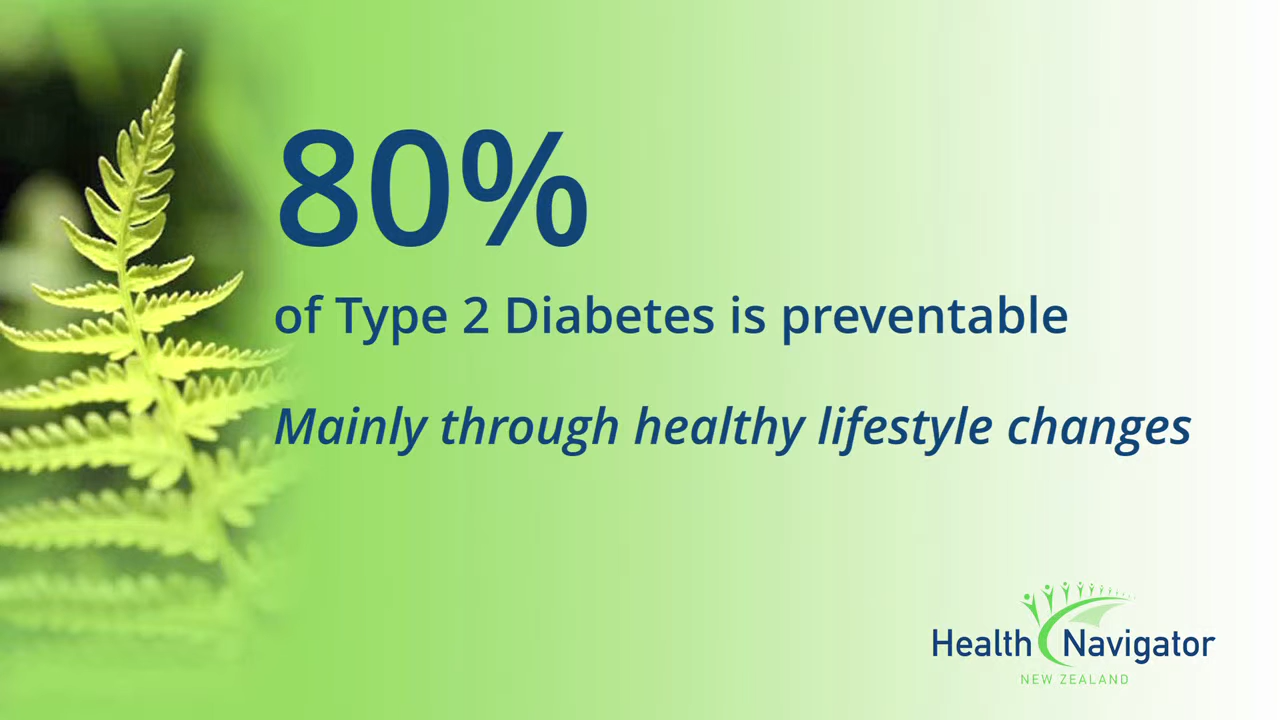 80%
of Type 2 Diabetes is preventable
Mainly through healthy lifestyle changes
Health Navigator
NEW ZEALAND